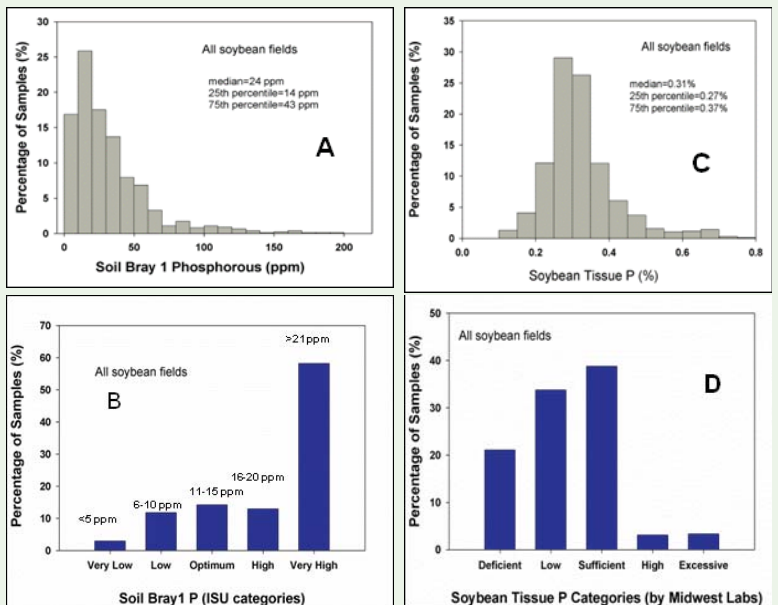 Percentage of Samples (%)
30
25
20
15
10
5
0
All soybean fields
median=24 ppm
25th percentile=14 ppm
75th percentile=43 ppm
A
0
50
100
150
200
Soil Bray 1 Phosphorous (ppm)
Percentage of Samples (%)
35
30
25
20
15
10
5
0
All soybean fields
median=0.31%
25th percentile=0.27%
75th percentile=0.37%
C
0.0
0.2
0.4
0.6
0.8
Soybean Tissue P (%)
Percentage of Samples (%)
70
60
50
40
30
20
10
0
All soybean fields
B
<5 ppm
6-10 ppm
11-15 ppm
16-20 ppm
>21ppm
Very Low
Low
Optimum
High
Very High
Soil Bray1 P (ISU categories)
Percentage of Samples (%)
50
40
30
20
10
0
All soybean fields
D
Deficient
Low
Sufficient
High
Excessive
Soybean Tissue P Categories (by Midwest Labs)